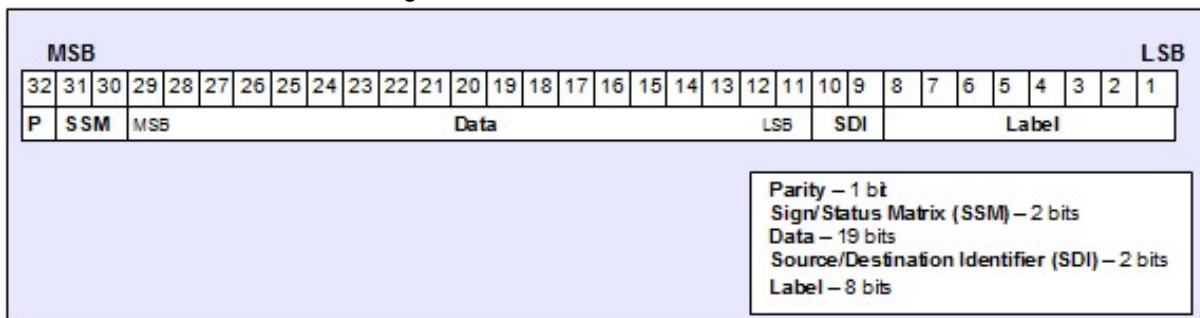 MSB LSB
32 31 30 29 28 27 26 25 24 23 22 21 20 19 18 17 16 15 14 13 12 11 10 9 8 7 6 5 4 3 2 1
P SSM MSB Data LSB SDI Label
Parity – 1 bit
Sign/Status Matrix (SSM) – 2 bits
Data – 19 bits
Source/Destination Identifier (SDI) – 2 bits
Label – 8 bits